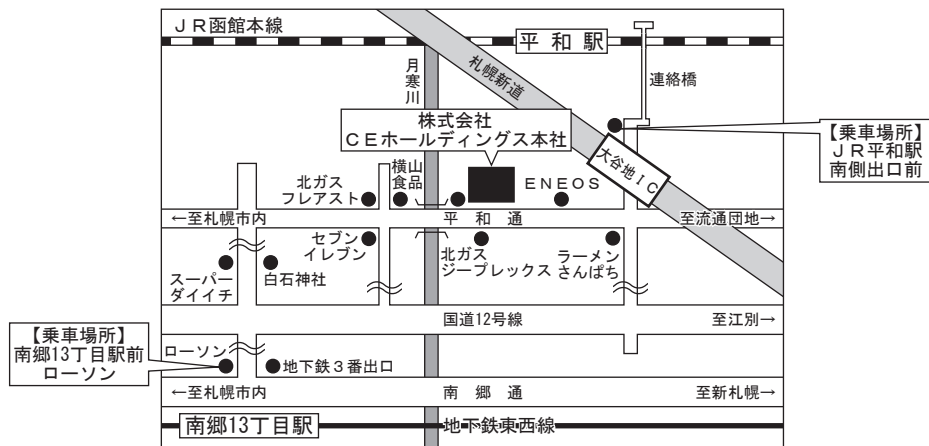 ＪＲ函館本線
平和駅
月寒川
札幌新道
連絡橋
株式会社
ＣＥホールディングス本社
【乗車場所】
ＪＲ平和駅
南側出口前
大谷地ＩＣ
横山
食品
北ガス
フレアスト
ＥＮＥＯＳ
←至札幌市内
平和通
至流通団地→
セブン
イレブン
北ガス
ジープレックス
ラーメン
さんぱち
スーパー
ダイイチ
白石神社
国道12号線
至江別→
【乗車場所】
南郷13丁目駅前
ローソン
ローソン
地下鉄３番出口
←至札幌市内
南郷通
至新札幌→
南郷13丁目駅
地下鉄東西線